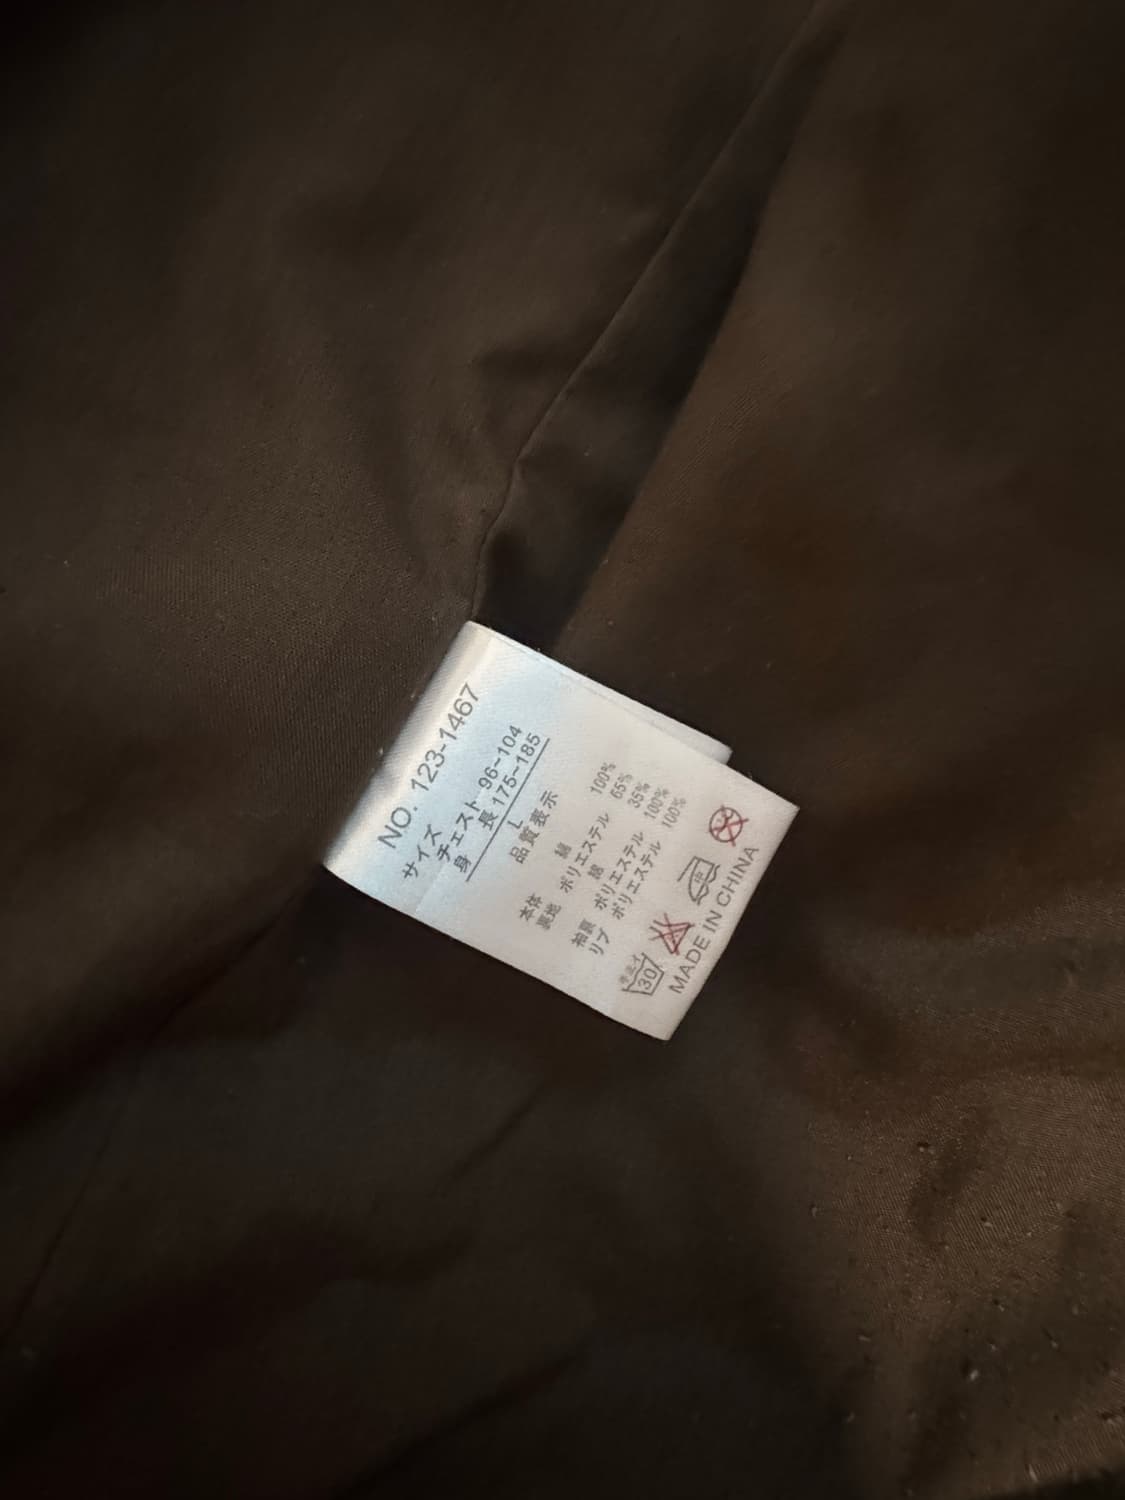 NO. 123-1467
サイズ
チェスト 96~104
身 長 175~185
L
品質表示
本体 綿 100%
裏地 ポリエステル 65%
綿 35%
袖裏 ポリエステル 100%
リブ ポリエステル 100%
30
MADE IN CHINA